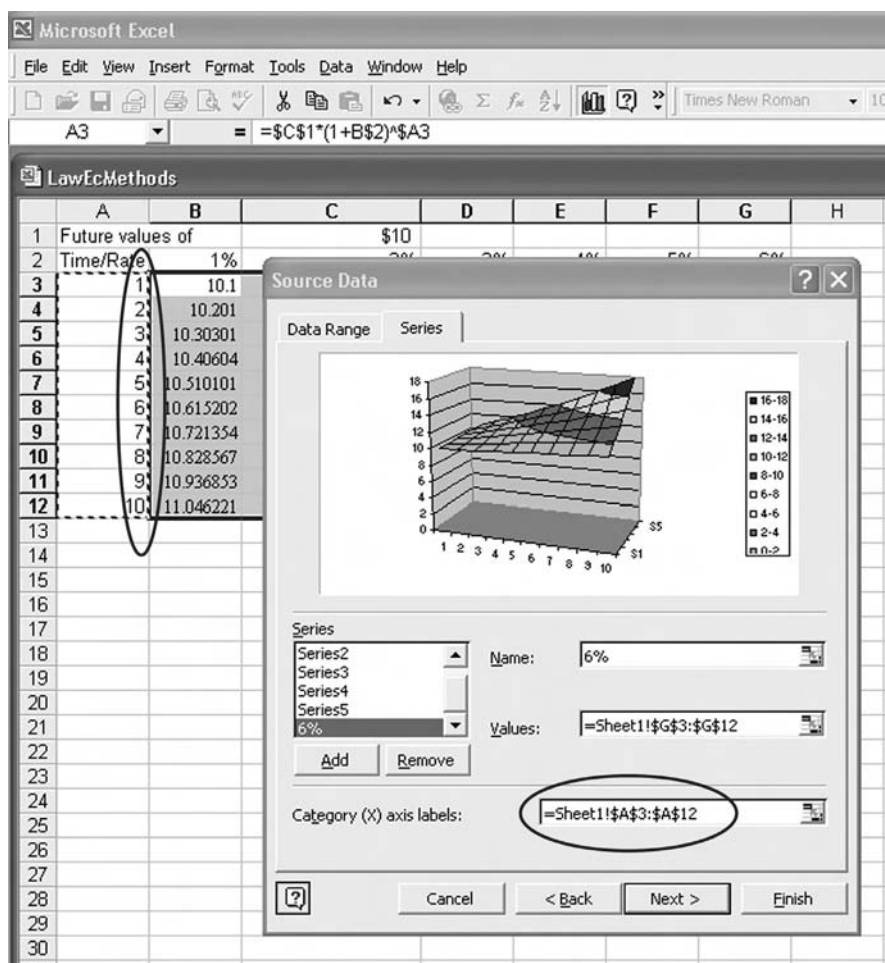 Microsoft Excel
File Edit View Insert Format Tools Data Window Help
Times New Roman 10
A3 = =$C$1*(1+B$2)^$A3
LawEcMethods
A B C D E F G H
1 Future values of $10
2 Time/Rate 1% 2% 3% 4% 5% 6%
3 1 10.1
4 2 10.201
5 3 10.30301
6 4 10.40604
7 5 10.510101
8 6 10.615202
9 7 10.721354
10 8 10.828567
11 9 10.936853
12 10 11.046221
13
14
15
16
17
18
19
20
21
22
23
24
25
26
27
28
29
30
Source Data
Data Range Series
18
16
14
12
10
8
6
4
2
0
1 2 3 4 5 6 7 8 9 10
S1
S5
16-18
14-16
12-14
10-12
8-10
6-8
4-6
2-4
0-2
Series
Series2
Series3
Series4
Series5
6%
Name: 6%
Values: =Sheet1!$G$3:$G$12
Add Remove
Category (X) axis labels: =Sheet1!$A$3:$A$12
Cancel < Back Next > Finish